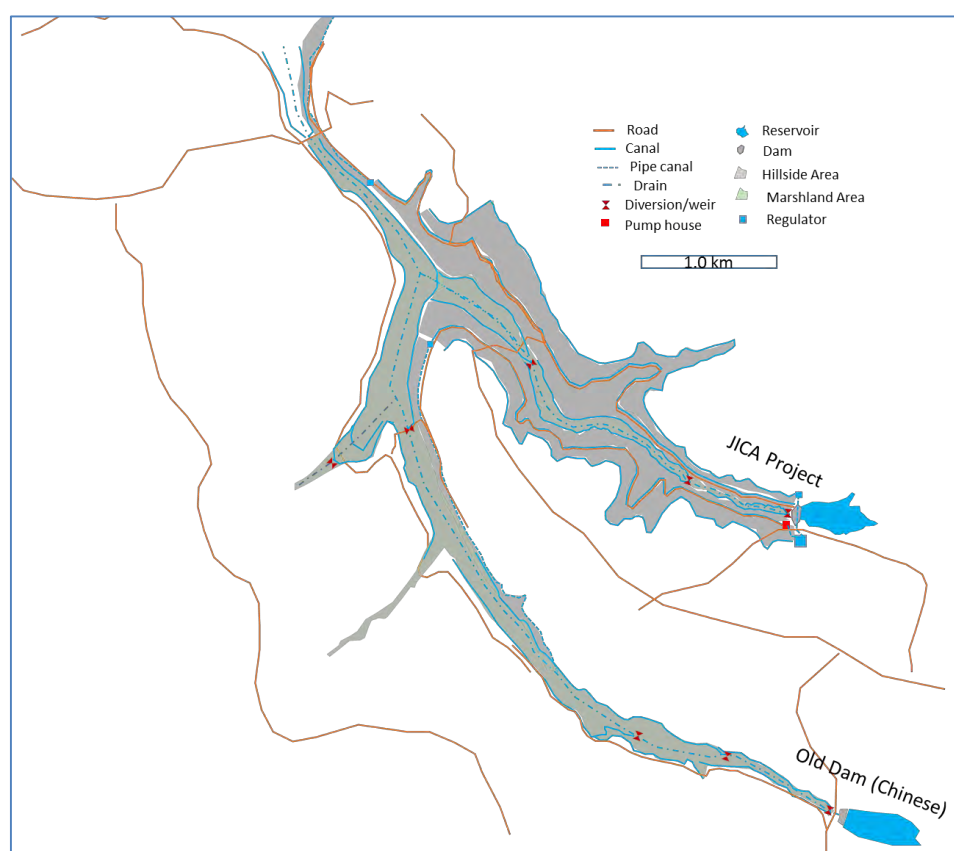 Road
Canal
Pipe canal
Drain
Diversion/weir
Pump house
Reservoir
Dam
Hillside Area
Marshland Area
Regulator
1.0 km
JICA Project
Old Dam (Chinese)